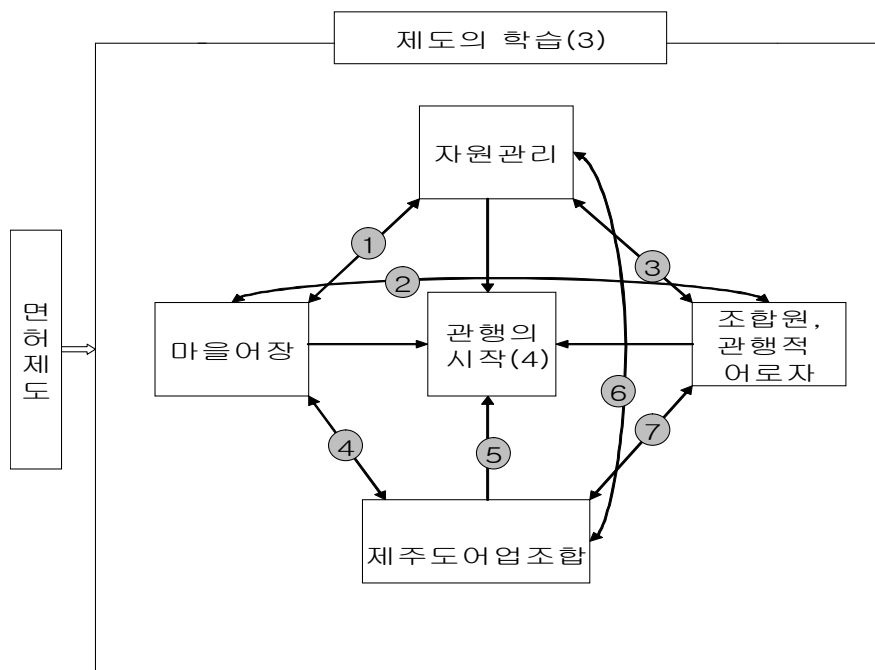 제도의 학습(3)
자원관리
①
③
②
면허제도
마을어장
관행의
시작(4)
조합원,
관행적
어로자
⑥
④
⑤
⑦
제주도어업조합